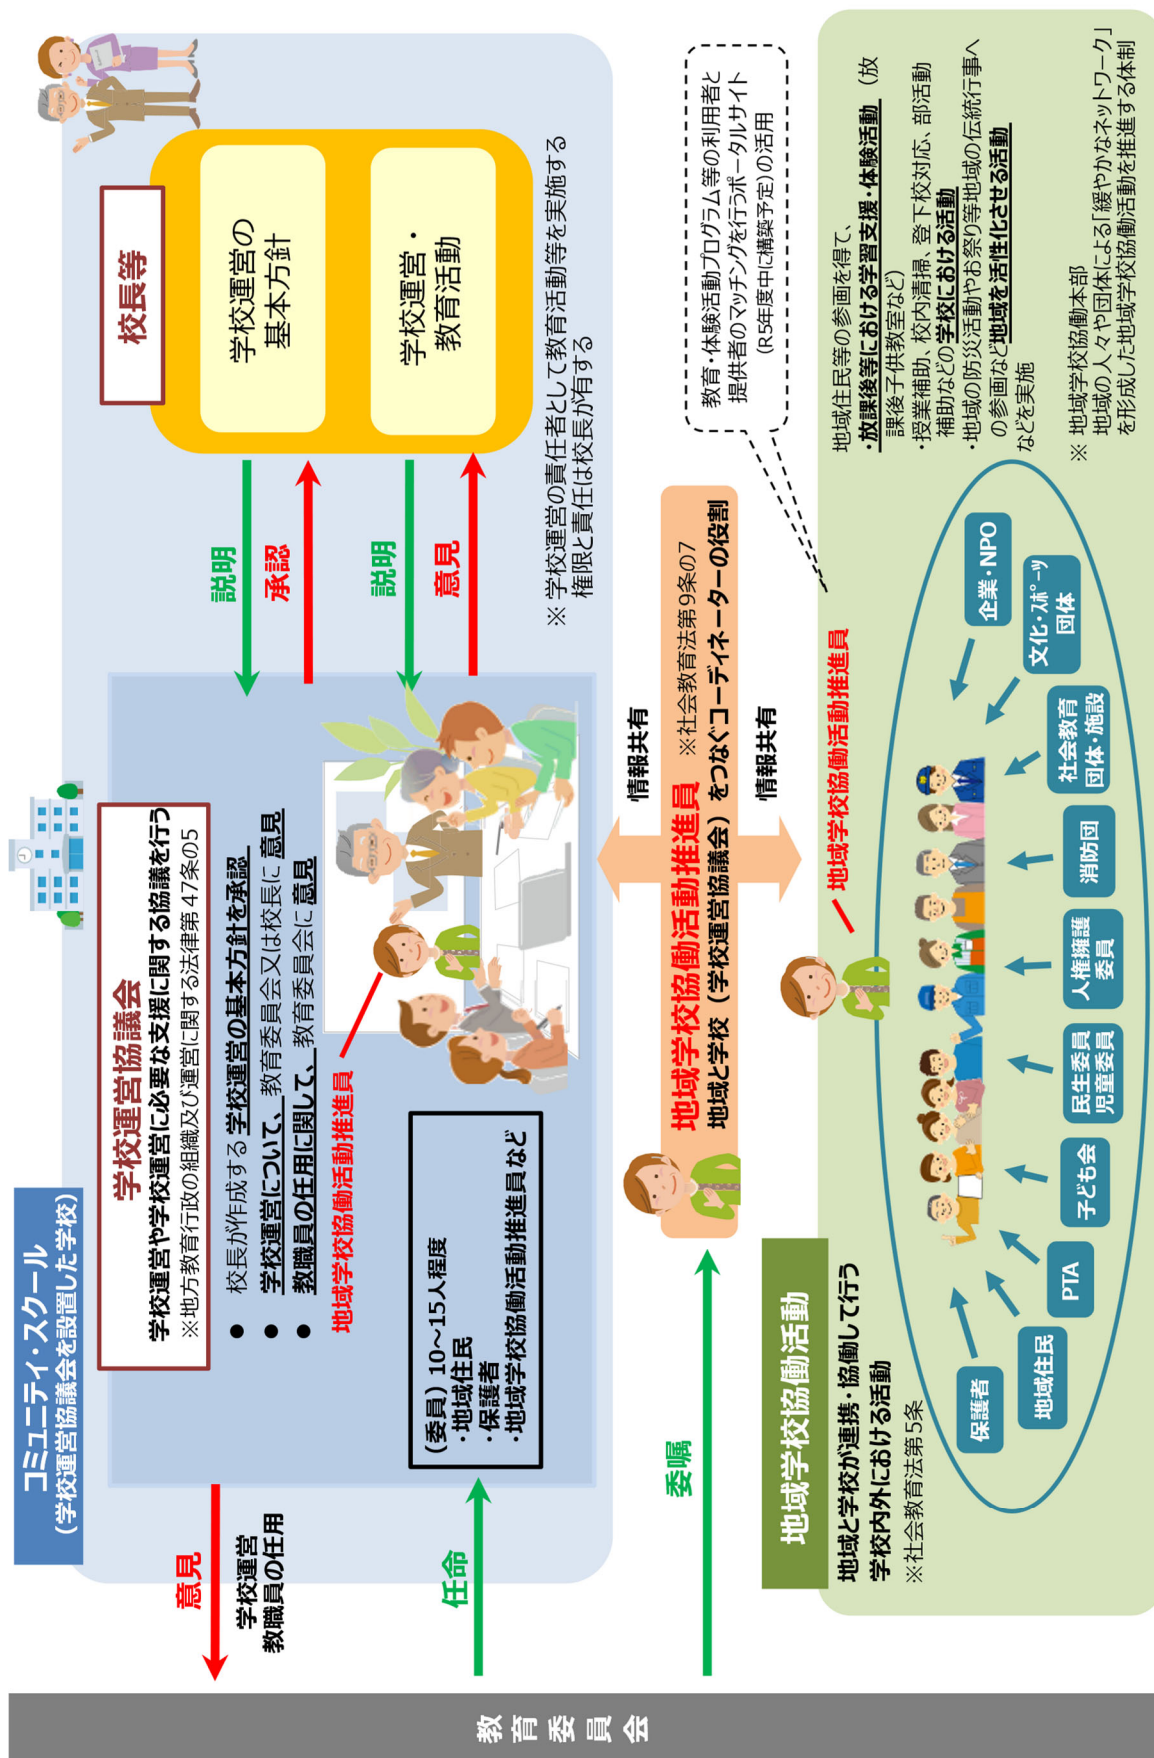 コミュニティ・スクール
(学校運営協議会を設置した学校)
学校運営協議会
学校運営や学校運営に必要な支援に関する協議を行う
※地方教育行政の組織及び運営に関する法律第47条の5
● 校長が作成する 学校運営の基本方針を承認
● 学校運営について、教育委員会又は校長に 意見
● 教職員の任用に関して、教育委員会に 意見
地域学校協働活動推進員
(委員) 10～15人程度
・地域住民
・保護者
・地域学校協働活動推進員 など
説明
承認
説明
意見
校長等
学校運営の
基本方針
学校運営・
教育活動
※ 学校運営の責任者として教育活動等を実施する
権限と責任は校長が有する
意見
学校運営
教職員の任用
任命
委嘱
教育委員会
情報共有
地域学校協働活動推進員 ※社会教育法第9条の7
地域と学校（学校運営協議会）をつなぐコーディネーターの役割
情報共有
教育・体験活動プログラム等の利用者と
提供者のマッチングを行うポータルサイト
(R5年度中に構築予定)の活用
地域学校協働活動
地域と学校が連携・協働して行う
学校内外における活動
※社会教育法第5条
地域学校協働活動推進員
保護者
地域住民
PTA
子ども会
民生委員
児童委員
人権擁護
委員
消防団
社会教育
団体・施設
文化・スポーツ
団体
企業・NPO
地域住民等の参画を得て、
・放課後等における学習支援・体験活動 (放
課後子供教室など)
・授業補助、校内清掃、登下校対応、部活動
補助などの学校における活動
・地域の防災活動やお祭り等地域の伝統行事へ
の参画など地域を活性化させる活動
などを実施
※ 地域学校協働本部
地域の人々や団体による「緩やかなネットワーク」
を形成した地域学校協働活動を推進する体制